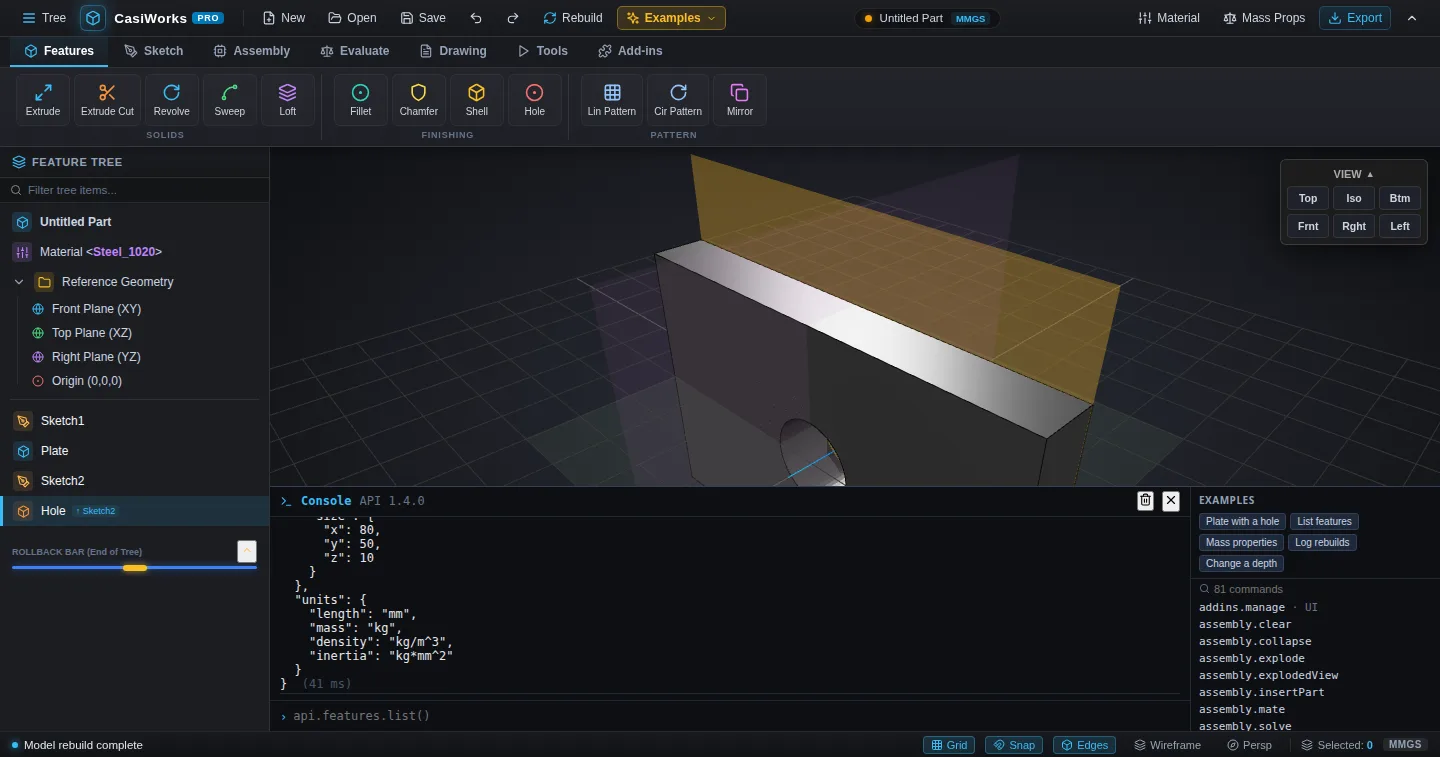 Tree CasiWorks PRO New Open Save Rebuild Examples Untitled Part MMGS Material Mass Props Export
Features Sketch Assembly Evaluate Drawing Tools Add-ins
Extrude Extrude Cut Revolve Sweep Loft Fillet Chamfer Shell Hole Lin Pattern Cir Pattern Mirror
SOLIDS FINISHING PATTERN
FEATURE TREE
Filter tree items...
Untitled Part
Material <Steel_1020>
Reference Geometry
Front Plane (XY)
Top Plane (XZ)
Right Plane (YZ)
Origin (0,0,0)
Sketch1
Plate
Sketch2
Hole ↑ Sketch2
ROLLBACK BAR (End of Tree)
VIEW ▲
Top Iso Btm
Frnt Rght Left
Console API 1.4.0
"size": {
"x": 80,
"y": 50,
"z": 10
}
},
"units": {
"length": "mm",
"mass": "kg",
"density": "kg/m^3",
"inertia": "kg*mm^2"
}
} (41 ms)
› api.features.list()
EXAMPLES
Plate with a hole List features
Mass properties Log rebuilds
Change a depth
81 commands
addins.manage · UI
assembly.clear
assembly.collapse
assembly.explode
assembly.explodedView
assembly.insertPart
assembly.mate
assembly.solve
Model rebuild complete Grid Snap Edges Wireframe Persp Selected: 0 MMGS